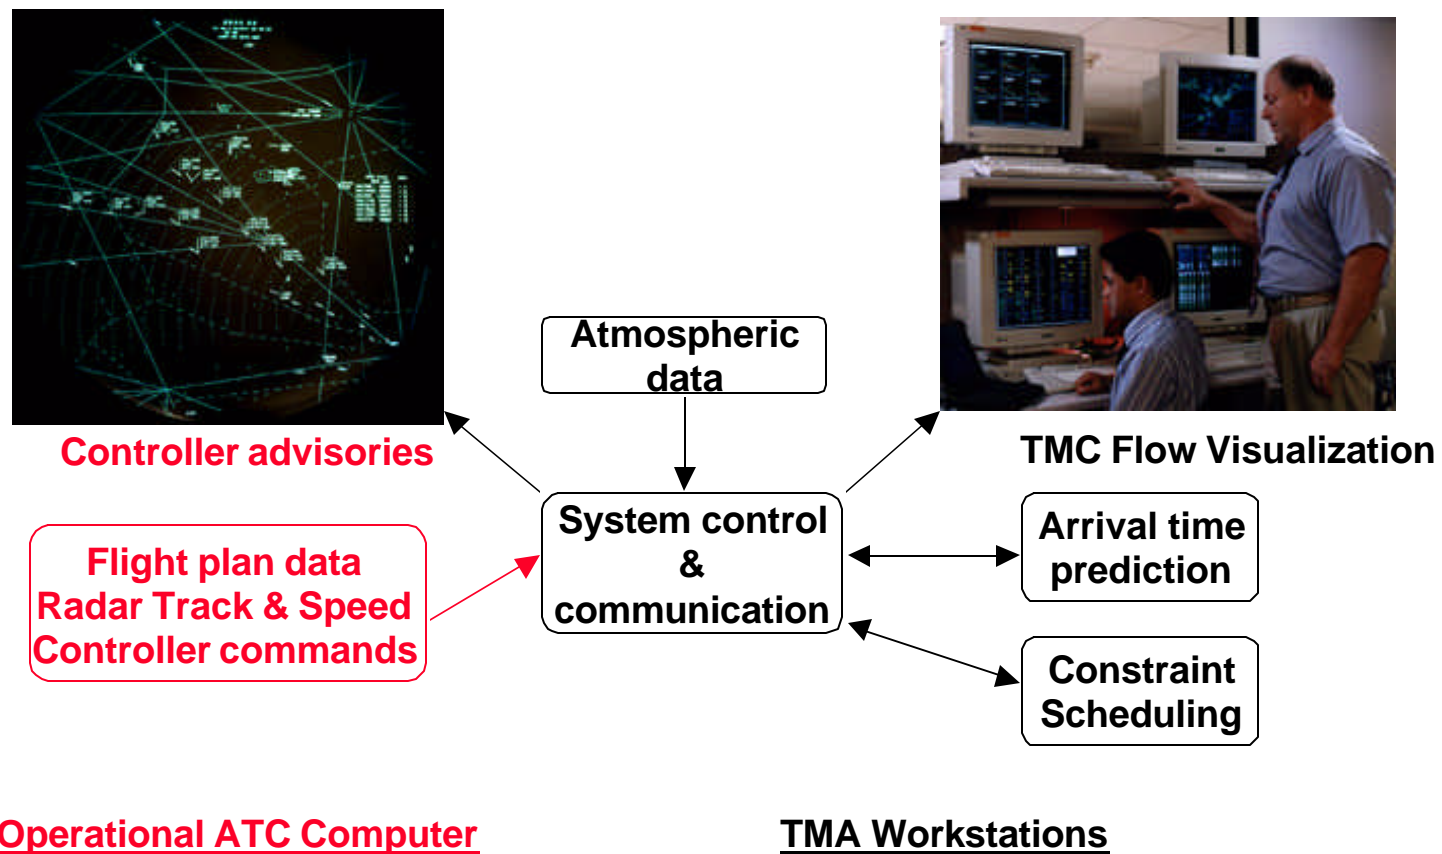 Atmospheric
data
Controller advisories
TMC Flow Visualization
System control
&
communication
Flight plan data
Radar Track & Speed
Controller commands
Arrival time
prediction
Constraint
Scheduling
Operational ATC Computer
TMA Workstations